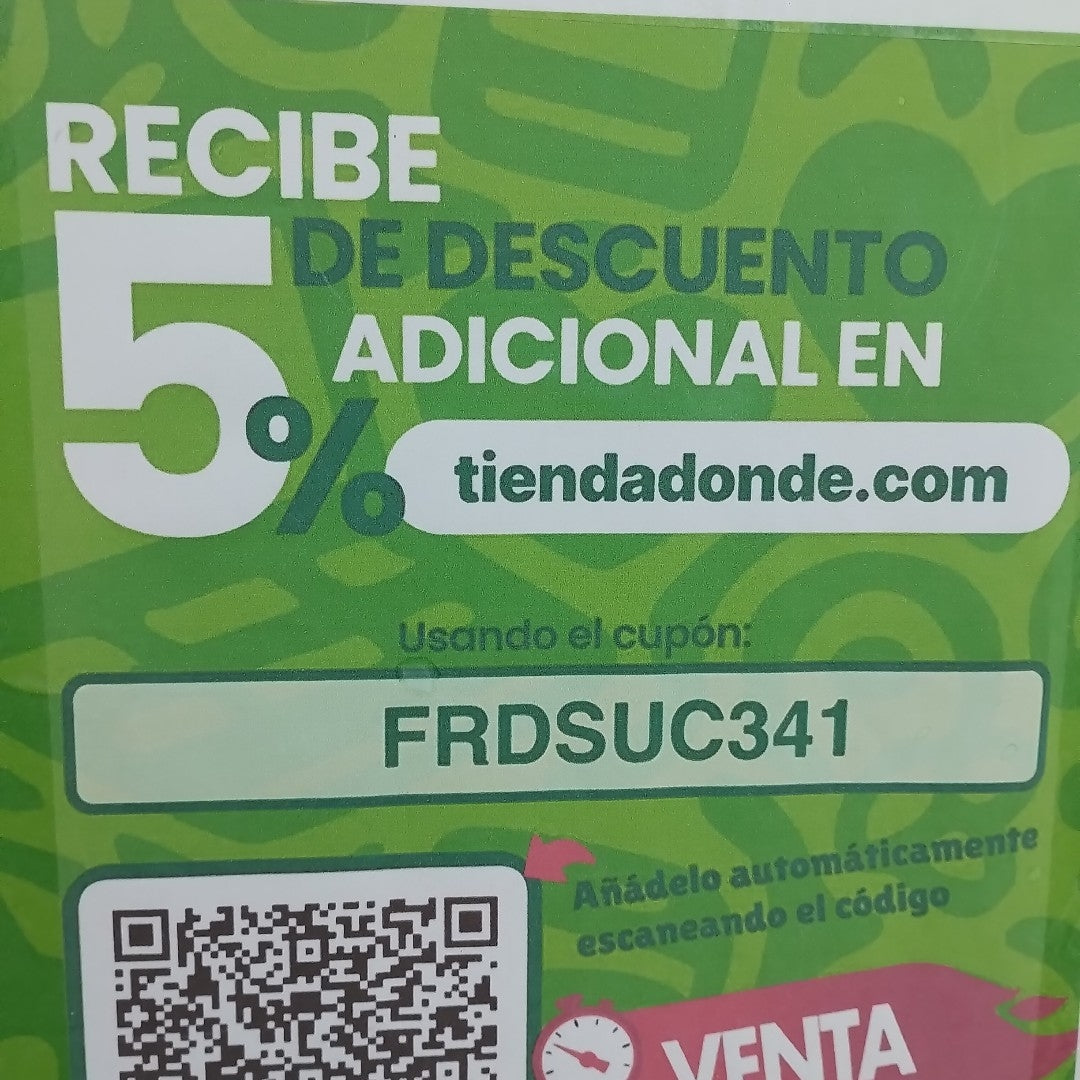 RECIBE
5% DE DESCUENTO
ADICIONAL EN
tiendadonde.com
Usando el cupón:
FRDSUC341
Añádelo automáticamente
escaneando el código
VENTA